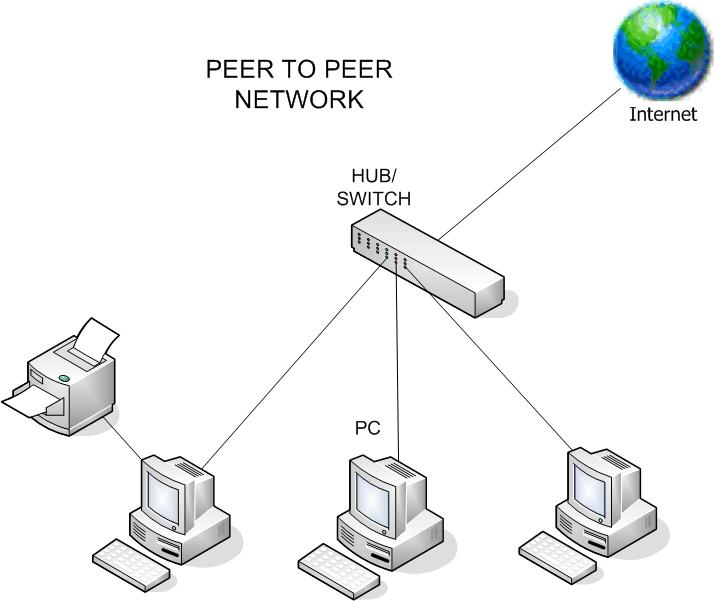 PEER TO PEER
NETWORK
Internet
HUB/
SWITCH
PC